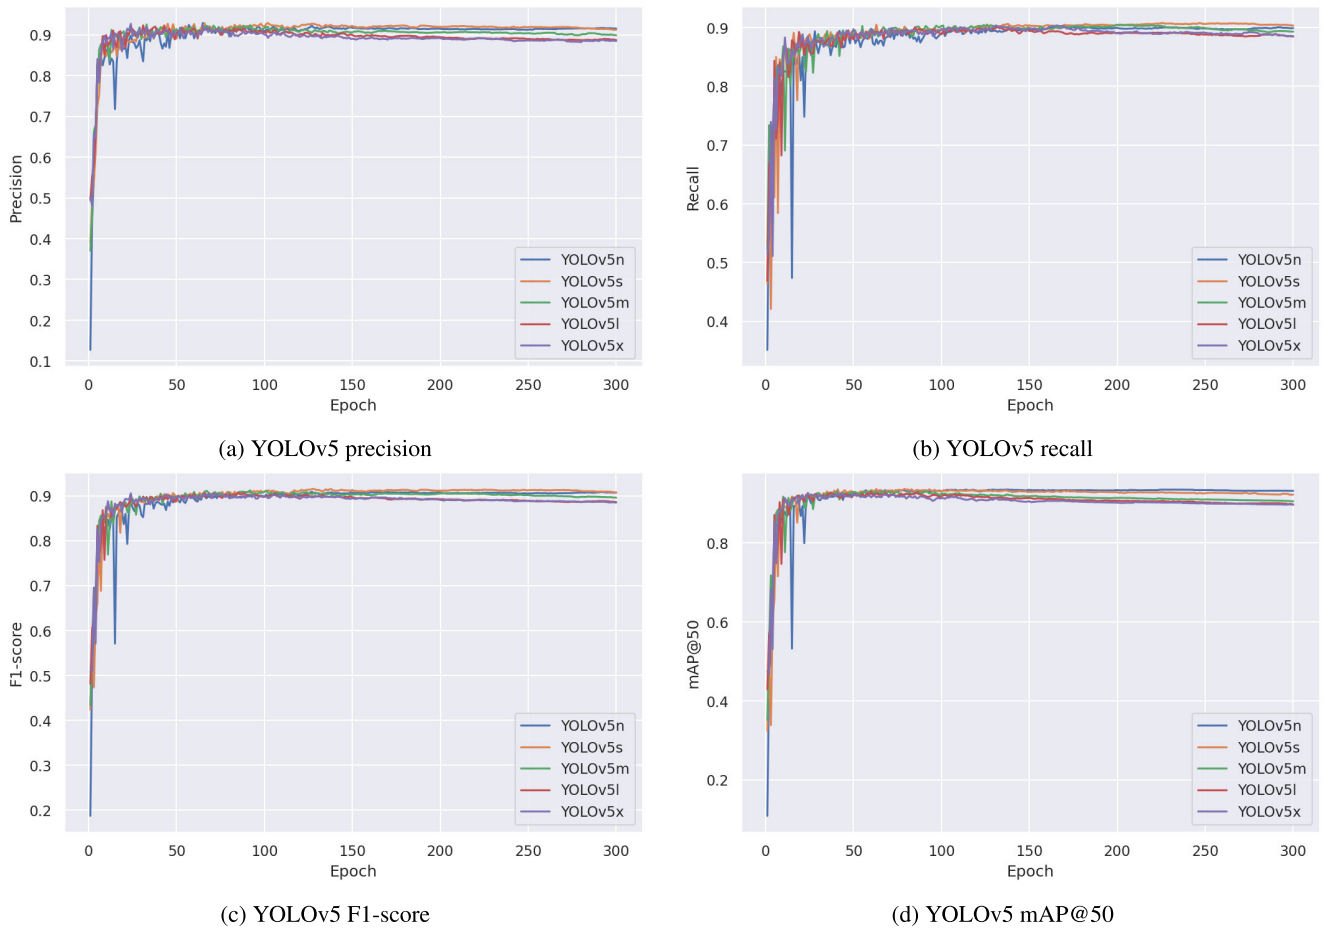 0.9
0.8
0.7
0.6
0.5
0.4
0.3
0.2
0.1
Precision
YOLOv5n
YOLOv5s
YOLOv5m
YOLOv5l
YOLOv5x
0 50 100 150 200 250 300
Epoch
(a) YOLOv5 precision
0.9
0.8
0.7
0.6
0.5
0.4
Recall
YOLOv5n
YOLOv5s
YOLOv5m
YOLOv5l
YOLOv5x
0 50 100 150 200 250 300
Epoch
(b) YOLOv5 recall
0.9
0.8
0.7
0.6
0.5
0.4
0.3
0.2
F1-score
YOLOv5n
YOLOv5s
YOLOv5m
YOLOv5l
YOLOv5x
0 50 100 150 200 250 300
Epoch
(c) YOLOv5 F1-score
0.8
0.6
0.4
0.2
mAP@50
YOLOv5n
YOLOv5s
YOLOv5m
YOLOv5l
YOLOv5x
0 50 100 150 200 250 300
Epoch
(d) YOLOv5 mAP@50